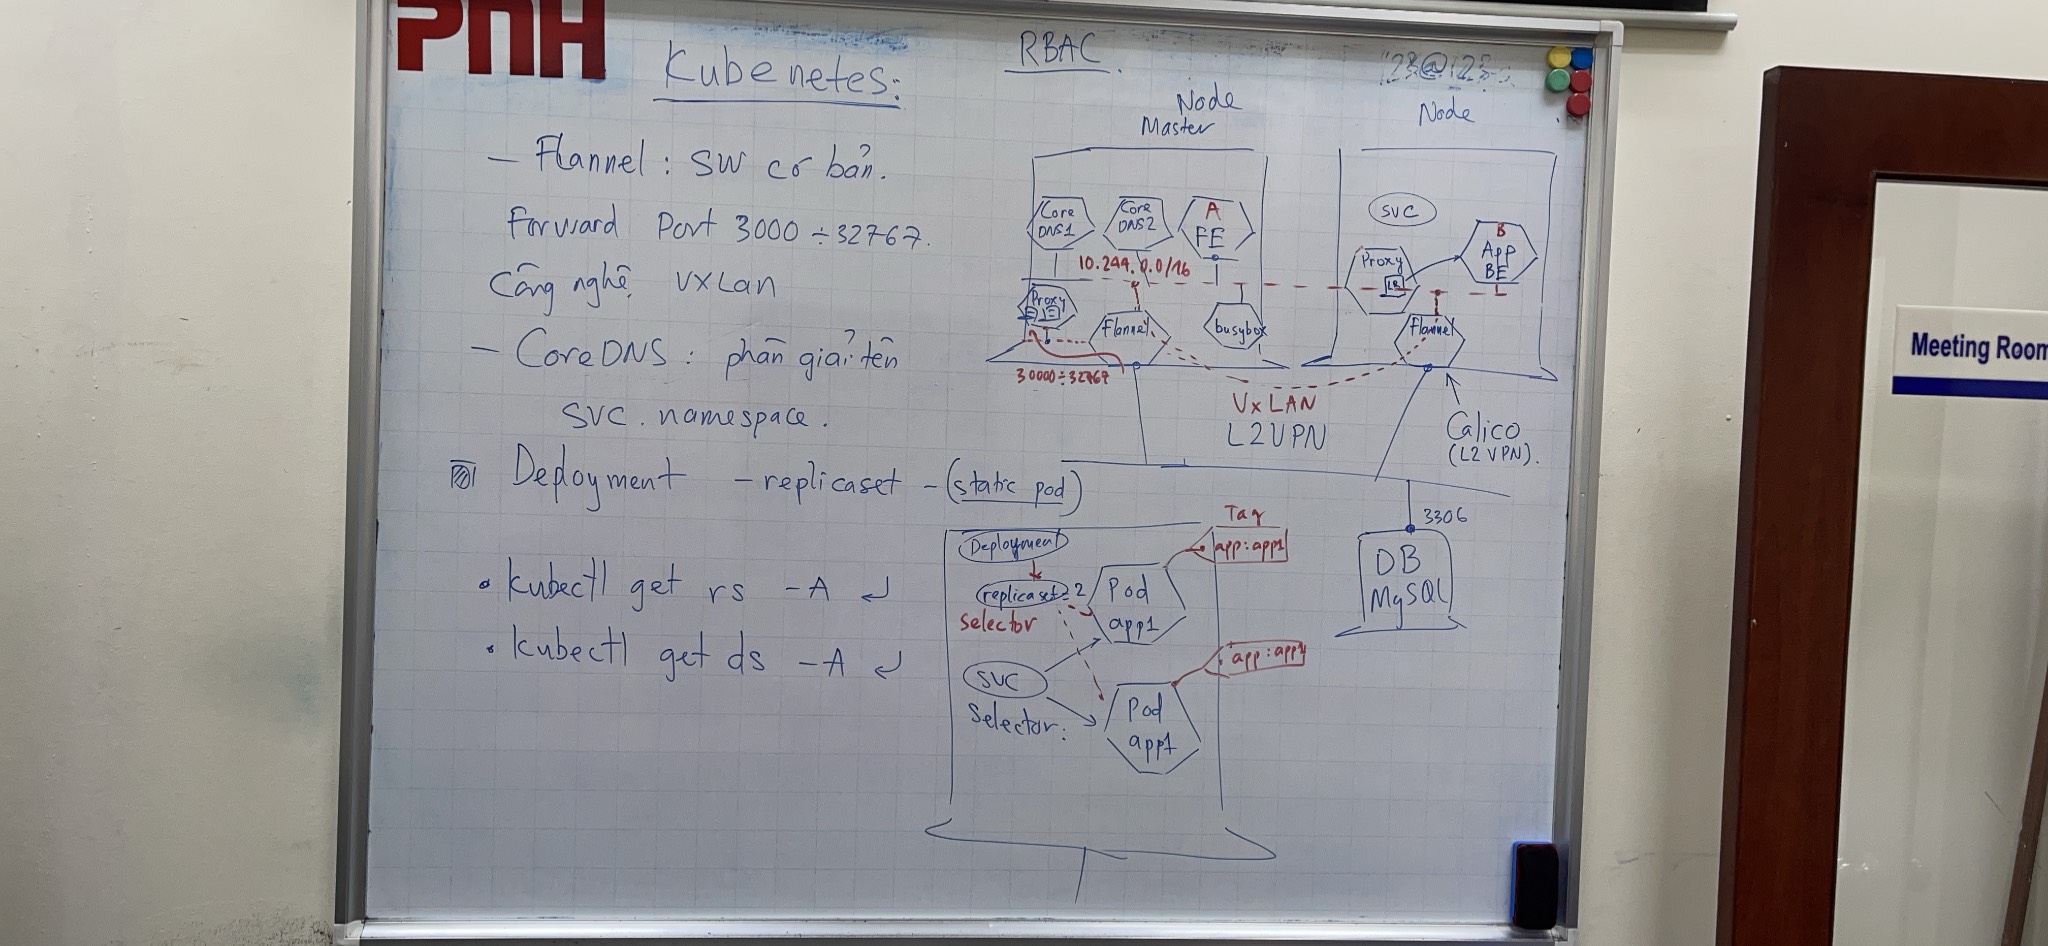 PNH
Kubenetes:
RBAC.
- Flannel : SW cơ bản.
Forward Port 3000 ÷ 32767.
Công nghệ VXLan
- CoreDNS : phân giải tên
svc . namespace .
Deployment - replicaset - (static pod)
• kubectl get rs -A ↵
• kubectl get ds -A ↵
Node
Master
Core
DNS1
Core
DNS2
A
FE
10.244.0.0/16
Proxy
Flannel
busybox
30000÷32767
Node
SVC
Proxy
B
App
BE
Flannel
VxLAN
L2VPN
Calico
(L2 VPN).
3306
DB
MySQL
Deployment
replicaset = 2
Selector
SVC
Selector:
Pod
app1
Pod
app1
Tag
app:app1
app:app1
Meeting Room